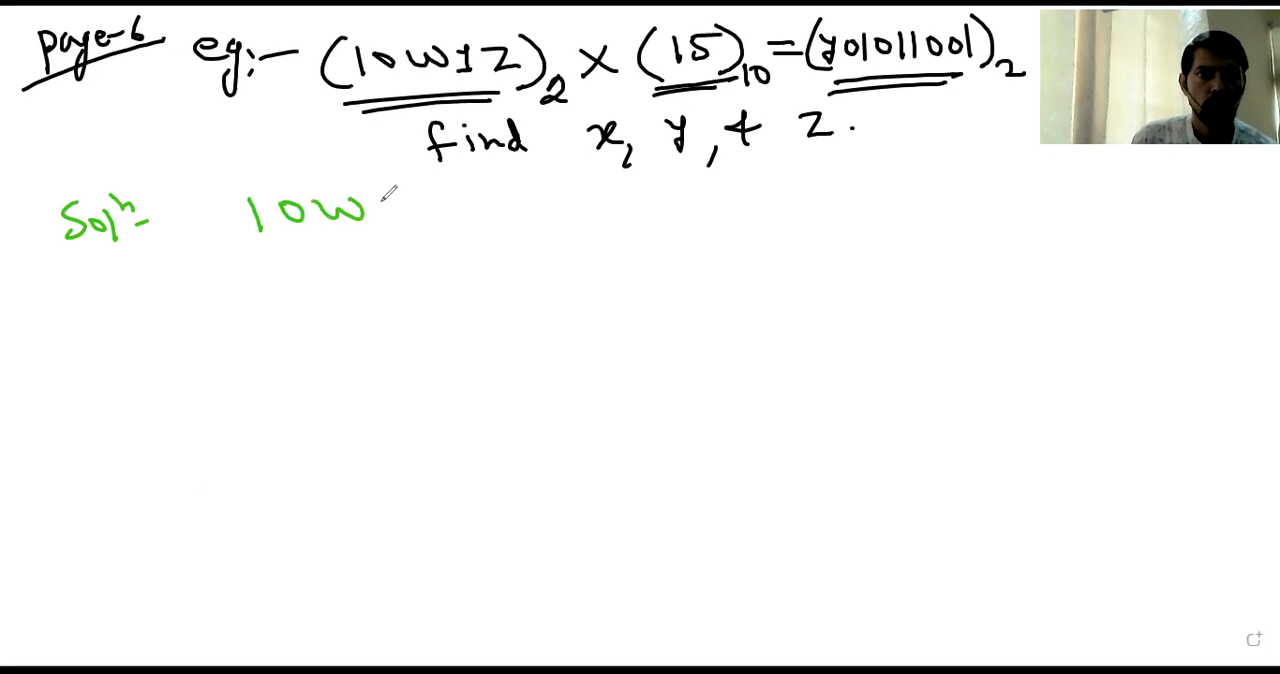 Page-6 eg:- (10W1Z)₂ × (15)₁₀ = (y01011001)₂
find x, y, & z.
Solⁿ- 10W